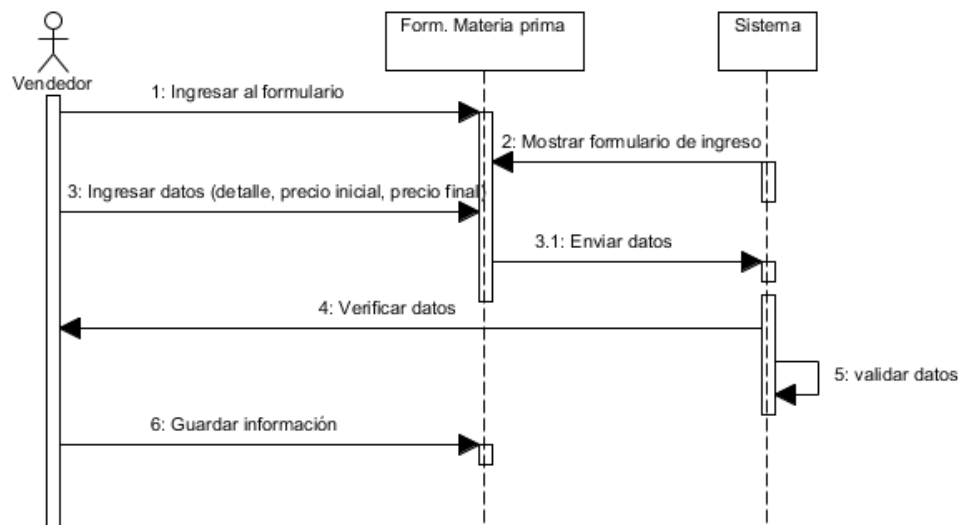 Form. Materia prima
Sistema
Vendedor
1: Ingresar al formulario
2: Mostrar formulario de ingreso
3: Ingresar datos (detalle, precio inicial, precio final)
3.1: Enviar datos
4: Verificar datos
5: validar datos
6: Guardar información